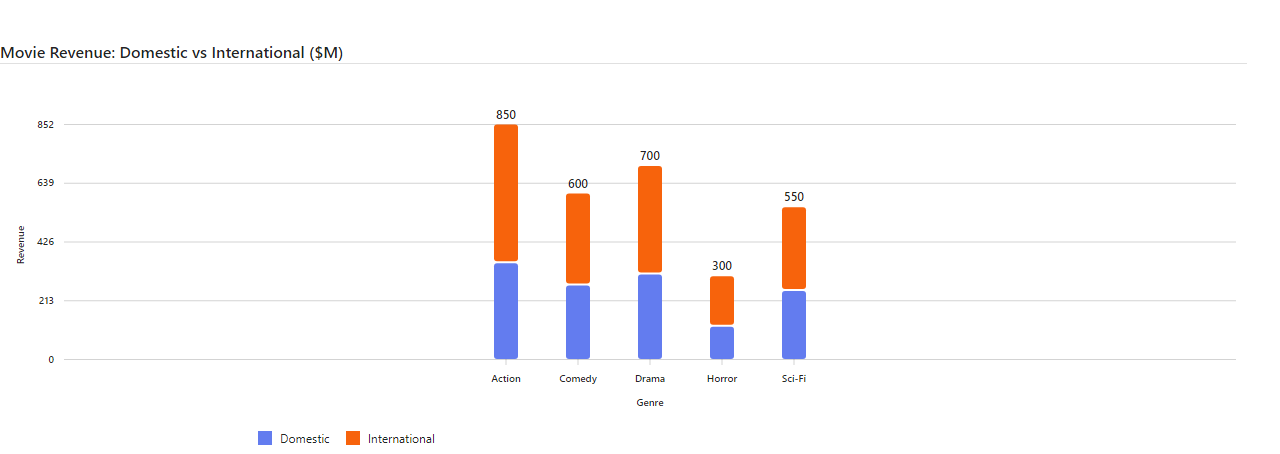 Movie Revenue: Domestic vs International ($M)
850
852
700
639
600
550
426
300
213
0
Revenue
Action Comedy Drama Horror Sci-Fi
Genre
Domestic International